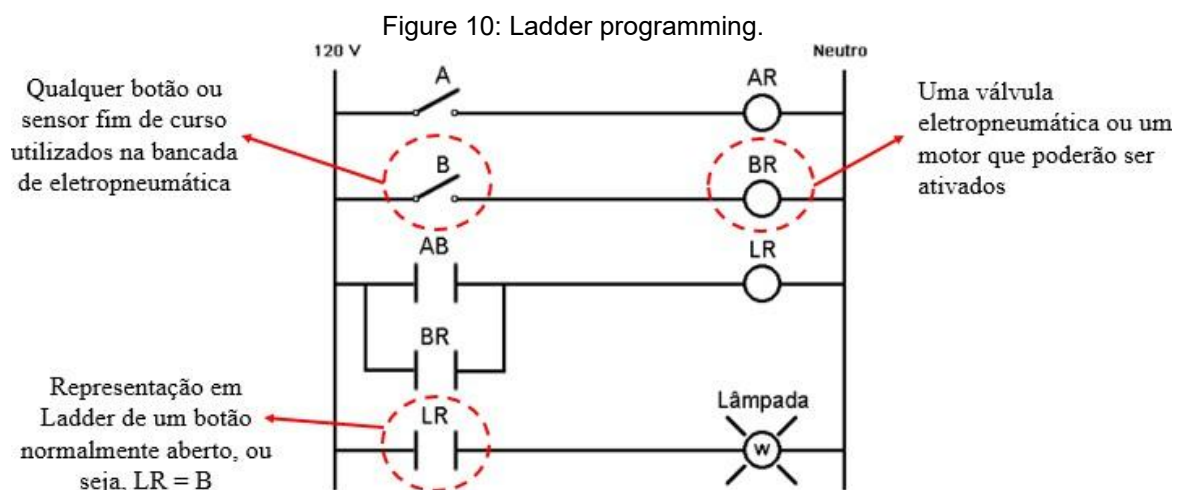 Figure 10: Ladder programming.
120 V
Neutro
Qualquer botão ou
sensor fim de curso
utilizados na bancada
de eletropneumática
A
AR
Uma válvula
eletropneumática ou um
motor que poderão ser
ativados
B
BR
AB
LR
BR
Representação em
Ladder de um botão
normalmente aberto, ou
seja, LR = B
LR
Lâmpada
W